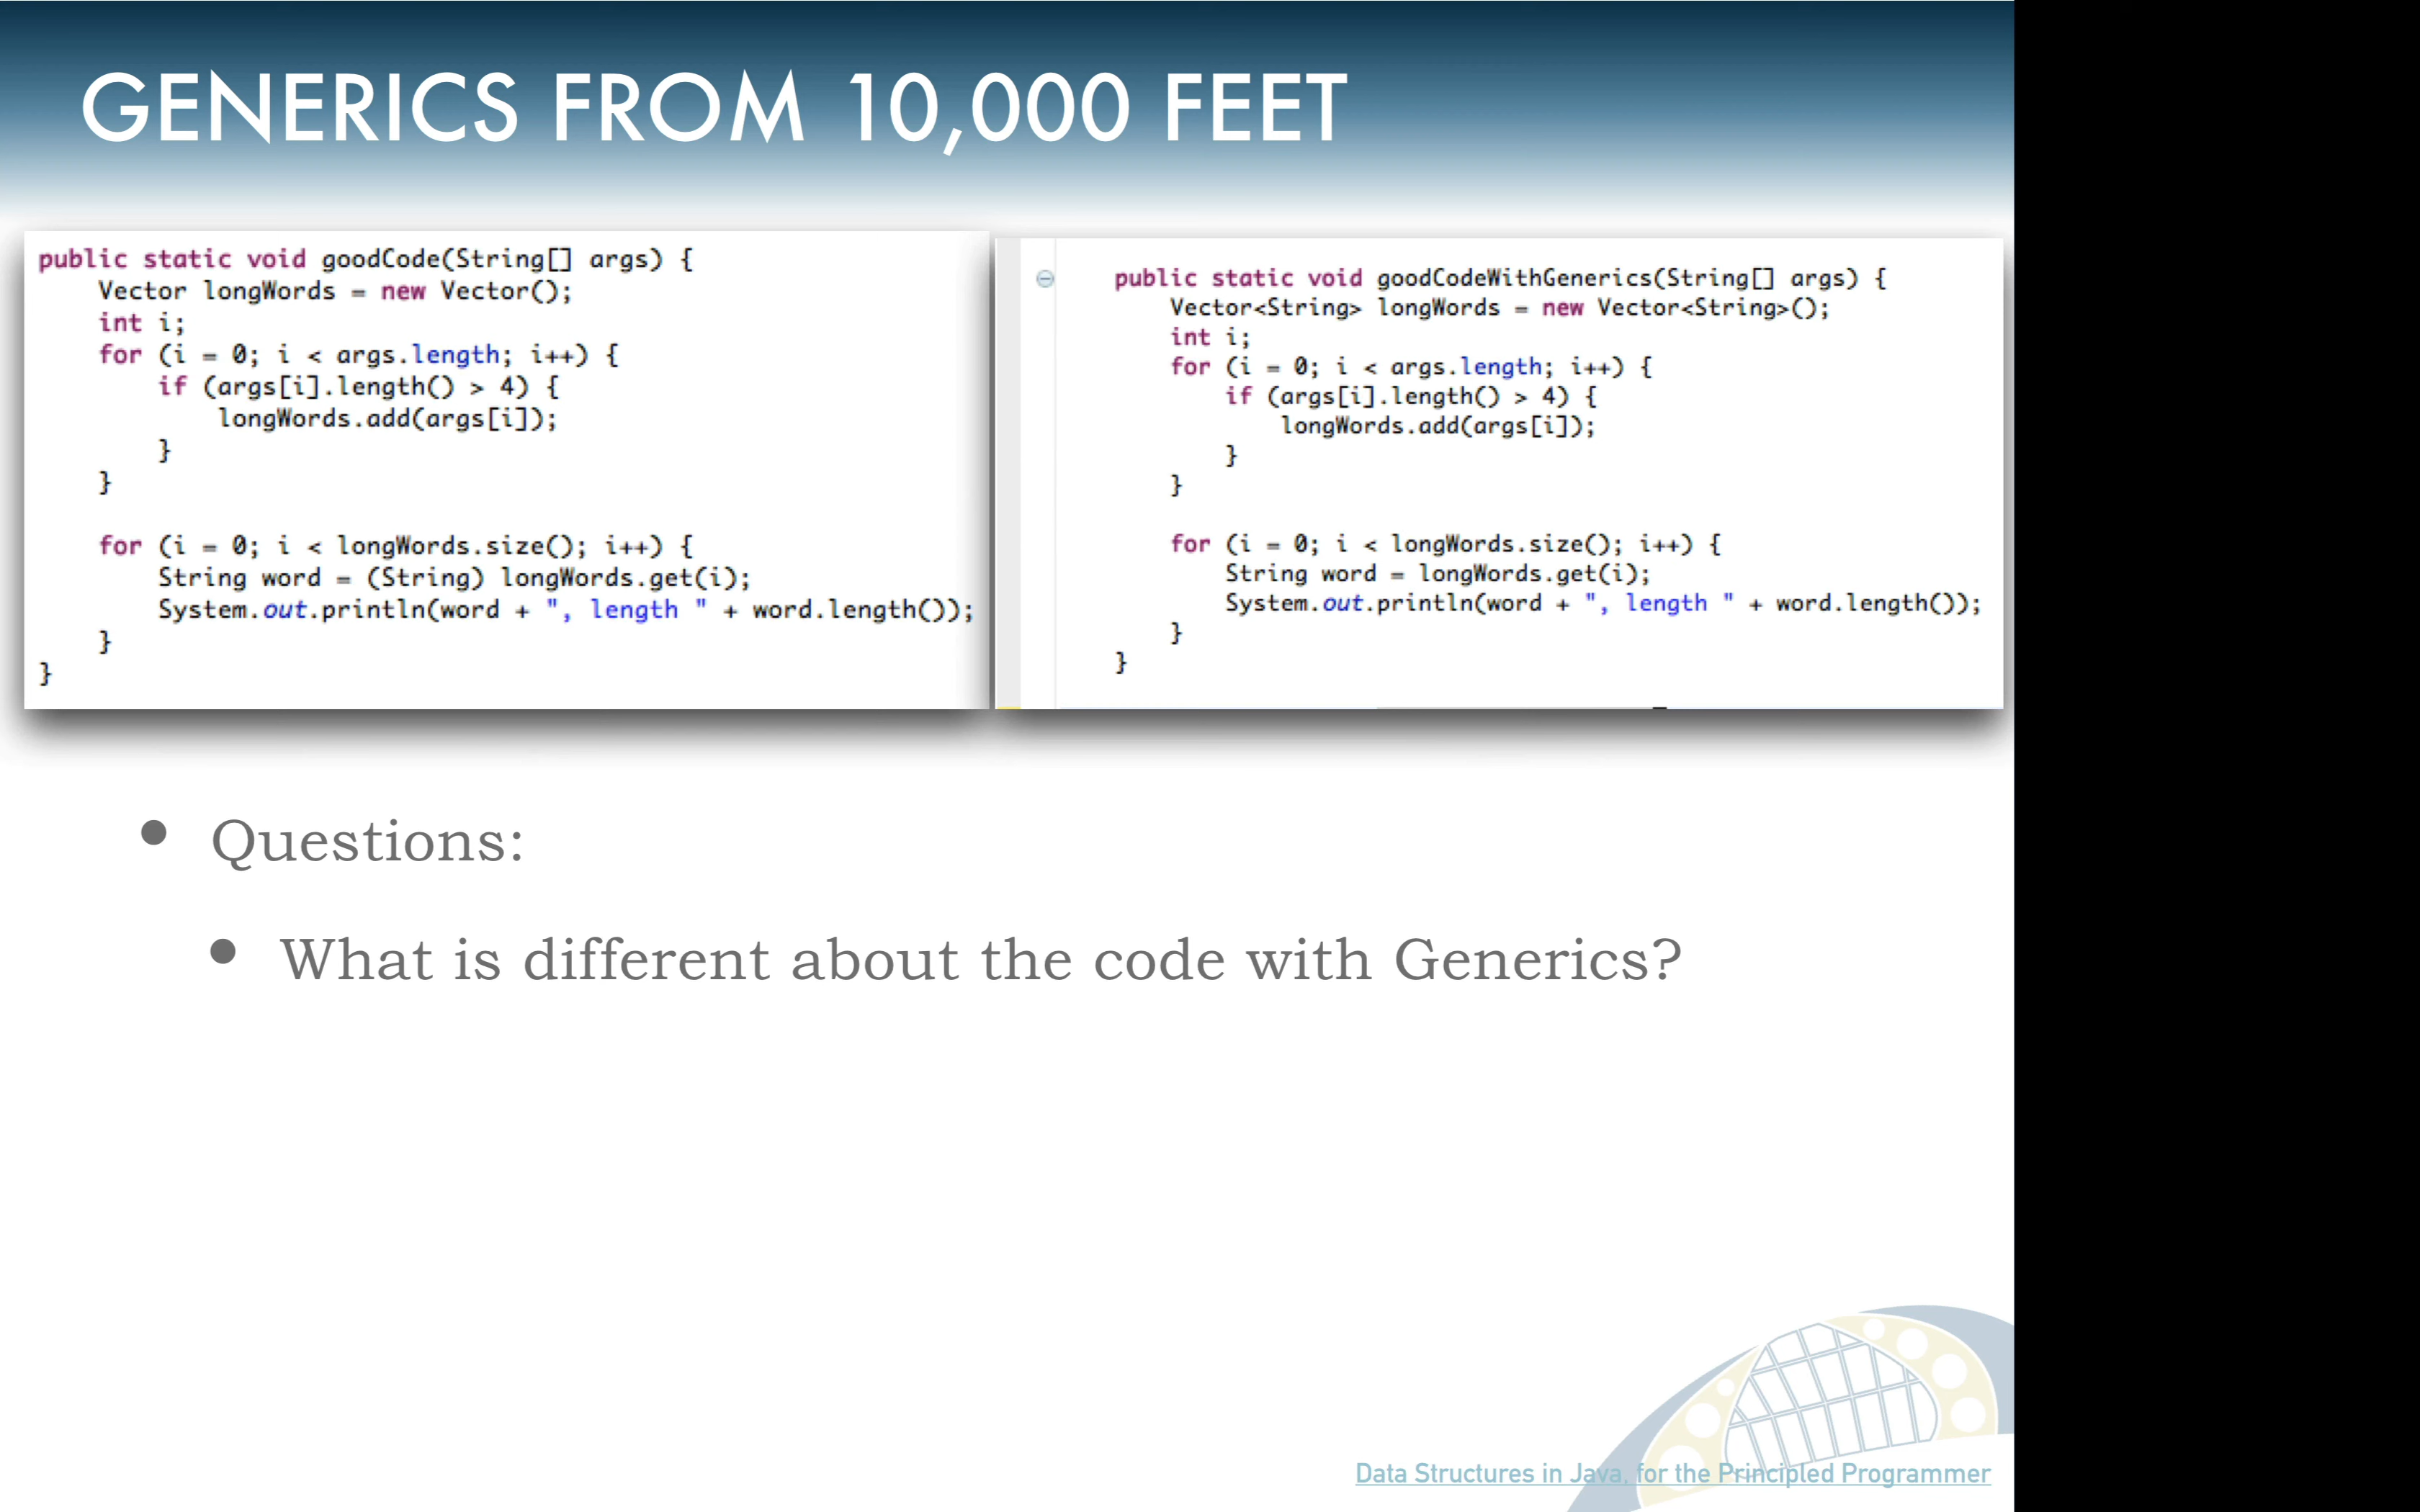 GENERICS FROM 10,000 FEET
public static void goodCode(String[] args) {
Vector longWords = new Vector();
int i;
for (i = 0; i < args.length; i++) {
if (args[i].length() > 4) {
longWords.add(args[i]);
}
}
for (i = 0; i < longWords.size(); i++) {
String word = (String) longWords.get(i);
System.out.println(word + ", length " + word.length());
}
}
public static void goodCodeWithGenerics(String[] args) {
Vector<String> longWords = new Vector<String>();
int i;
for (i = 0; i < args.length; i++) {
if (args[i].length() > 4) {
longWords.add(args[i]);
}
}
for (i = 0; i < longWords.size(); i++) {
String word = longWords.get(i);
System.out.println(word + ", length " + word.length());
}
}
• Questions:
• What is different about the code with Generics?
Data Structures in Java, for the Principled Programmer